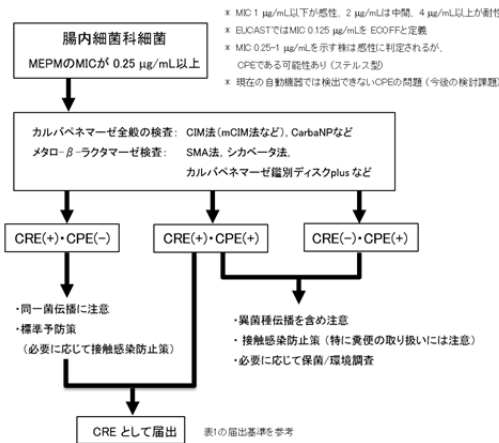 * MIC 1 μg/mL以下が感性, 2 μg/mLは中間, 4 μg/mL以上が耐性
* EUCASTではMIC 0.125 μg/mLを ECOFFと定義
* MIC 0.25-1 μg/mLを示す株は感性に判定されるが、
CPEである可能性あり (ステルス型)
* 現在の自動機器では検出できないCPEの問題 (今後の検討課題)
腸内細菌科細菌
MEPMのMICが 0.25 μg/mL以上
カルバペネマーゼ全般の検査: CIM法(mCIM法など), CarbaNPなど
メタロ-β-ラクタマーゼ検査: SMA法, シカベータ法,
カルバペネマーゼ鑑別ディスクplus など
CRE(+)・CPE(-)
CRE(+)・CPE(+)
CRE(-)・CPE(+)
・同一菌伝播に注意
・標準予防策
(必要に応じて接触感染防止策)
・異菌種伝播を含め注意
・接触感染防止策 (特に糞便の取り扱いには注意)
・必要に応じて保菌/環境調査
CRE として届出
表1の届出基準を参考